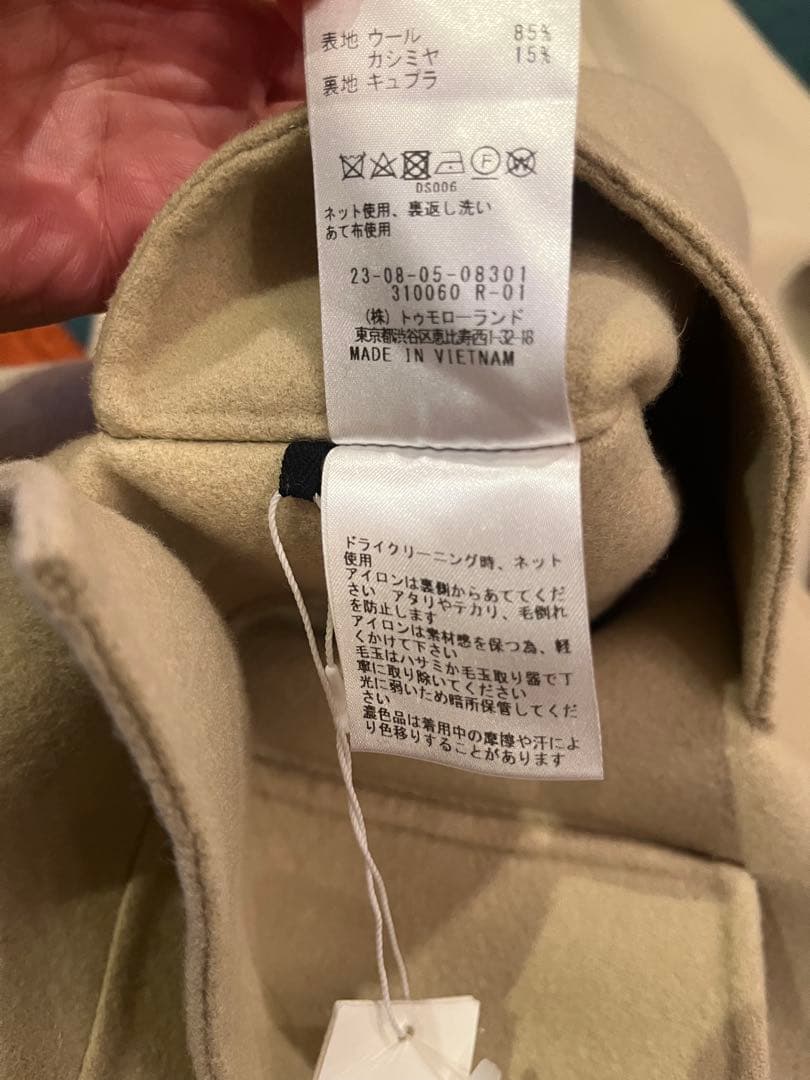 表地 ウール 85%
カシミヤ 15%
裏地 キュプラ
F W
DS006
ネット使用、裏返し洗い
あて布使用
23-08-05-08301
310060 R-01
(株) トゥモローランド
東京都渋谷区恵比寿西1-32-18
MADE IN VIETNAM
ドライクリーニング時、ネット
使用
アイロンは裏側からあててくだ
さい アタリやテカリ、毛倒れ
を防止します
アイロンは素材感を保つ為、軽
くかけて下さい
毛玉はハサミか毛玉取り器で丁
寧に取り除いてください
光に弱いため暗所保管してくだ
さい
濃色品は着用中の摩擦や汗によ
り色移りすることがあります